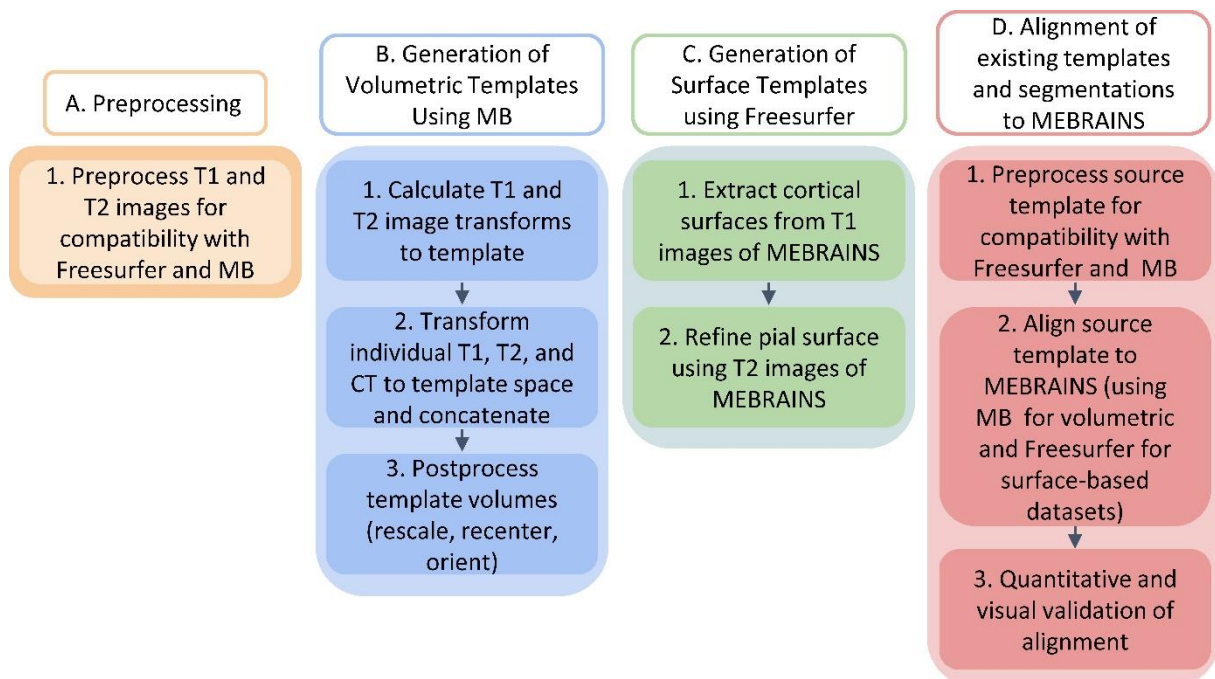 A. Preprocessing
1. Preprocess T1 and
T2 images for
compatibility with
Freesurfer and MB
B. Generation of
Volumetric Templates
Using MB
1. Calculate T1 and
T2 image transforms
to template
2. Transform
individual T1, T2, and
CT to template space
and concatenate
3. Postprocess
template volumes
(rescale, recenter,
orient)
C. Generation of
Surface Templates
using Freesurfer
1. Extract cortical
surfaces from T1
images of MEBRAINS
2. Refine pial surface
using T2 images of
MEBRAINS
D. Alignment of
existing templates
and segmentations
to MEBRAINS
1. Preprocess source
template for
compatibility with
Freesurfer and MB
2. Align source
template to
MEBRAINS (using
MB for volumetric
and Freesurfer for
surface-based
datasets)
3. Quantitative and
visual validation of
alignment